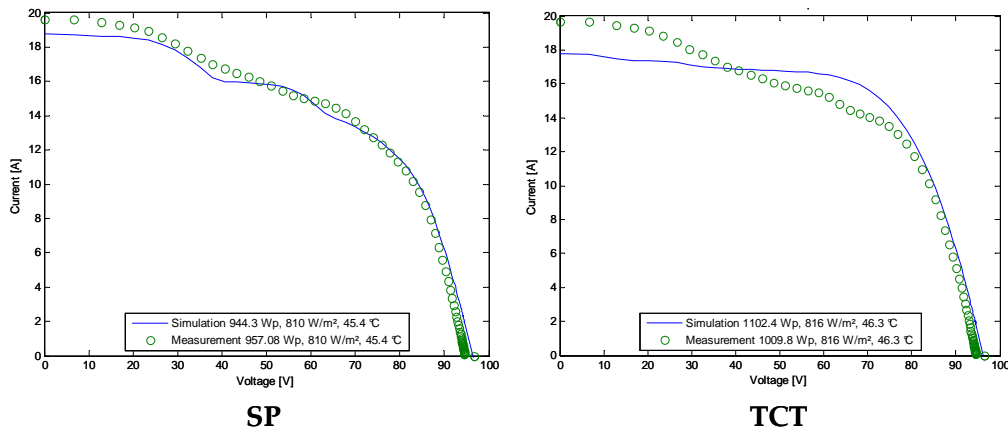 20
18
16
14
12
10
8
6
4
2
0
Current [A]
0 10 20 30 40 50 60 70 80 90 100
Voltage [V]
Simulation 944.3 Wp, 810 W/m², 45.4 ℃
Measurement 957.08 Wp, 810 W/m², 45.4 ℃
SP
20
18
16
14
12
10
8
6
4
2
0
Current [A]
0 10 20 30 40 50 60 70 80 90 100
Voltage [V]
Simulation 1102.4 Wp, 816 W/m², 46.3 ℃
Measurement 1009.8 Wp, 816 W/m², 46.3 ℃
TCT